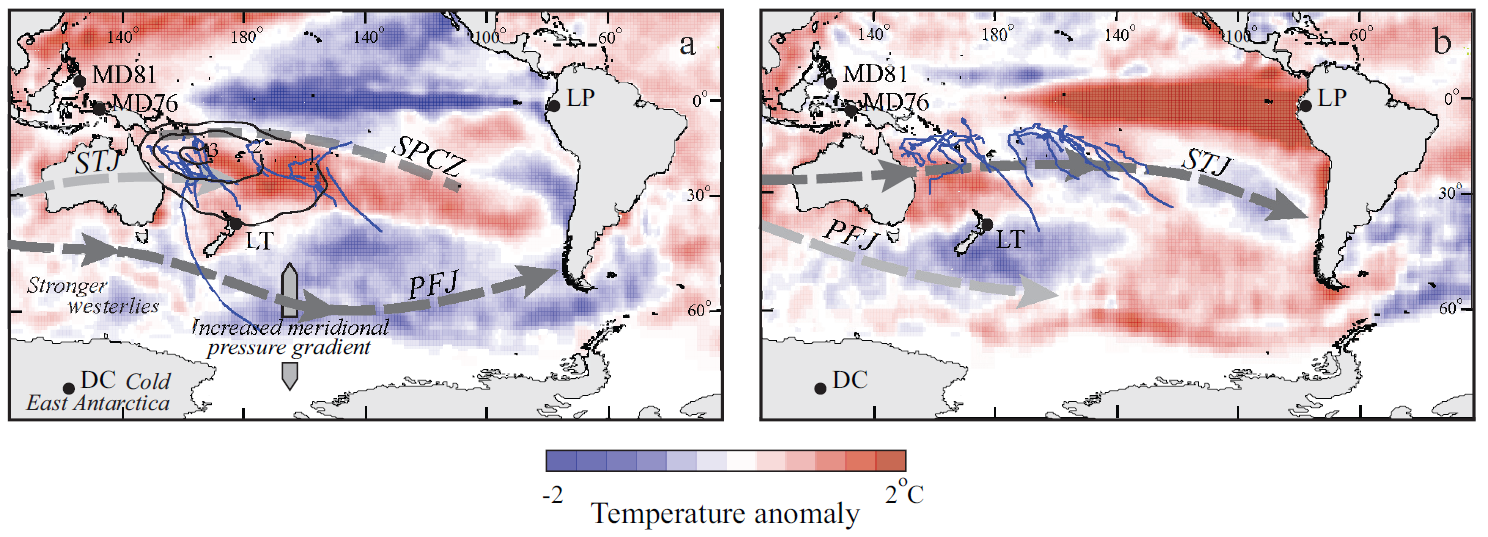 140° 180° 140° 100° 60° a
MD81
MD76
LP
0°
STJ
3 2 1
SPCZ
30°
LT
PFJ
Stronger
westerlies
60°
Increased meridional
pressure gradient
DC Cold
East Antarctica
140° 180° 140° 100° 60° b
MD81
MD76
LP
0°
STJ
30°
PFJ
LT
60°
DC
-2 2°C
Temperature anomaly